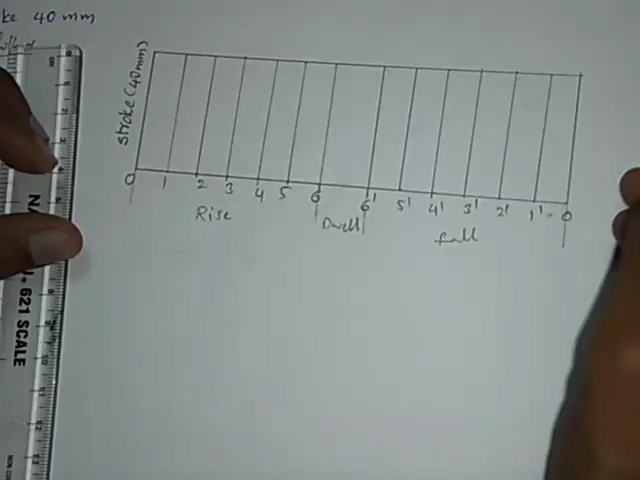 ke 40 mm
stroke (40mm)
0 1 2 3 4 5 6 6' 5' 4' 3' 2' 1' 0
Rise Dwell fall
621 SCALE